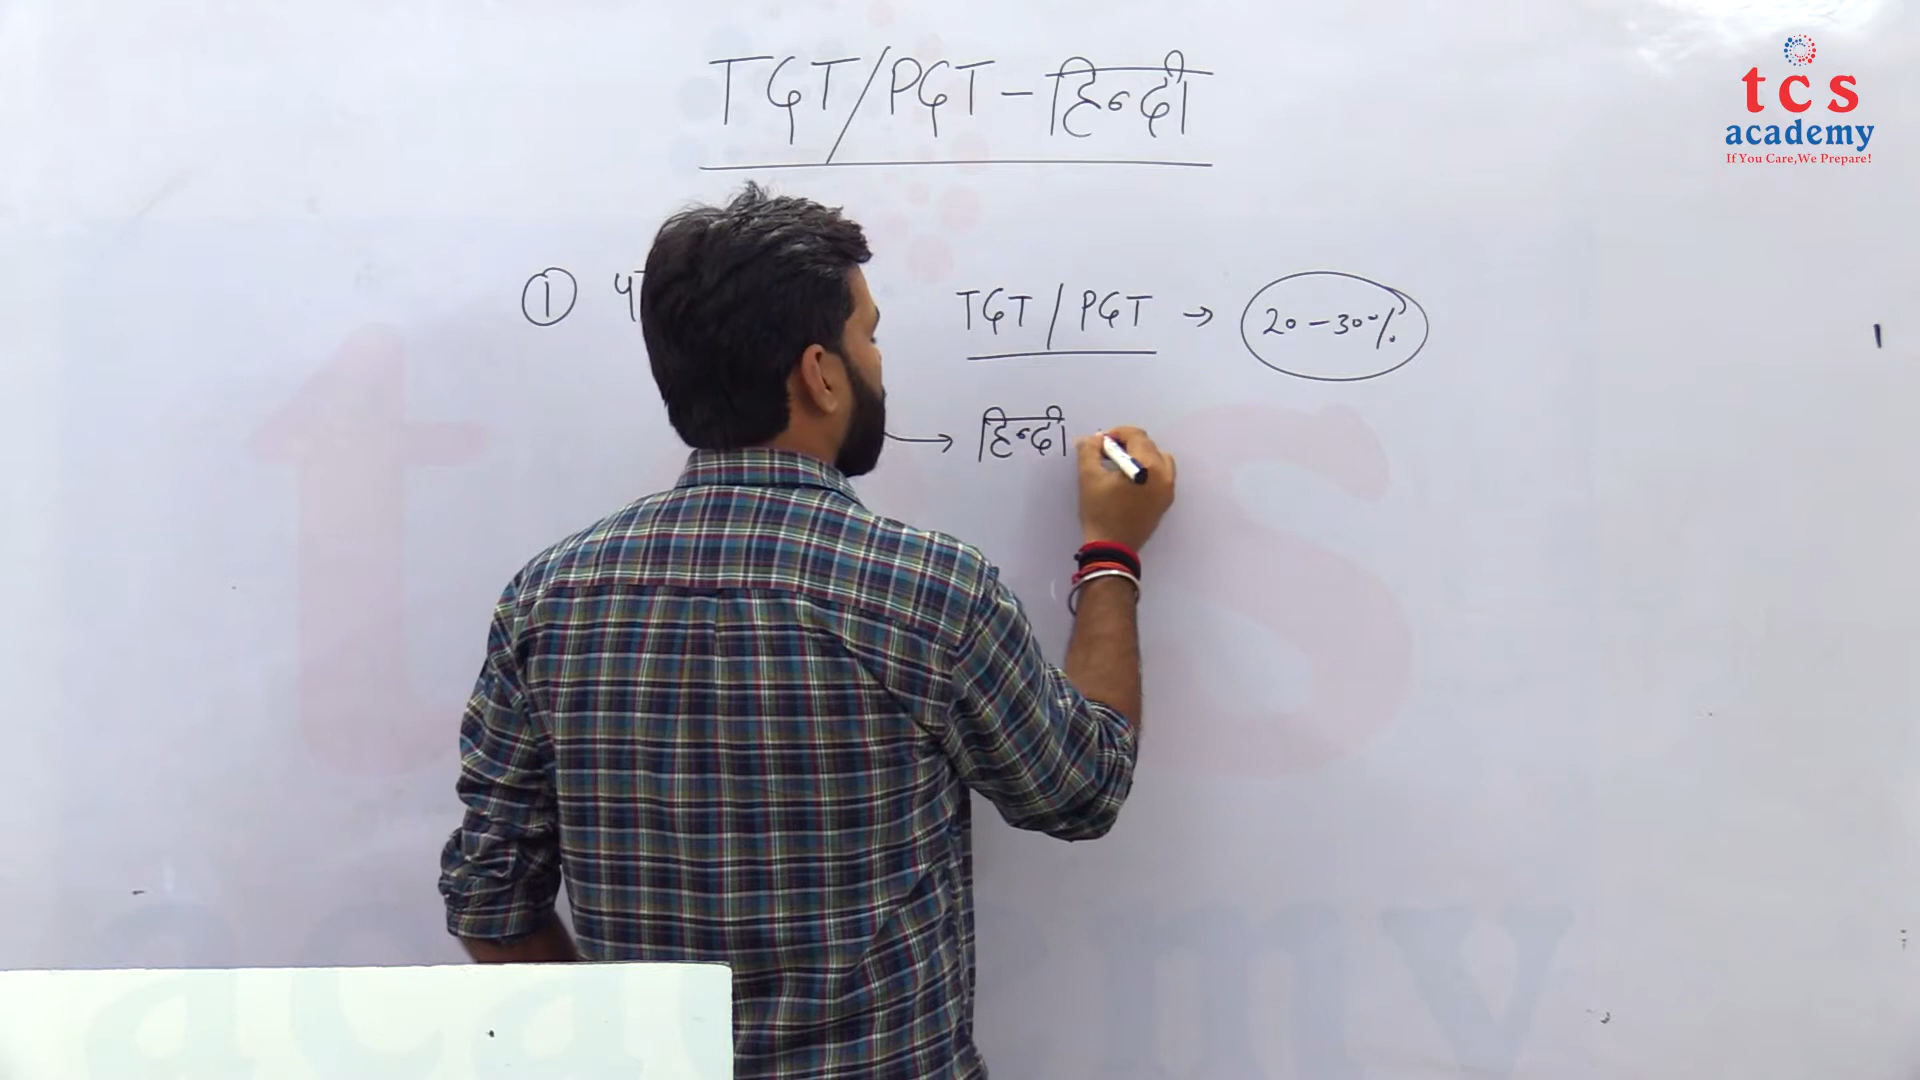 TGT/PGT - हिन्दी
tcs
academy
If You Care,We Prepare!
① TGT / PGT → 20-30%
→ हिन्दी